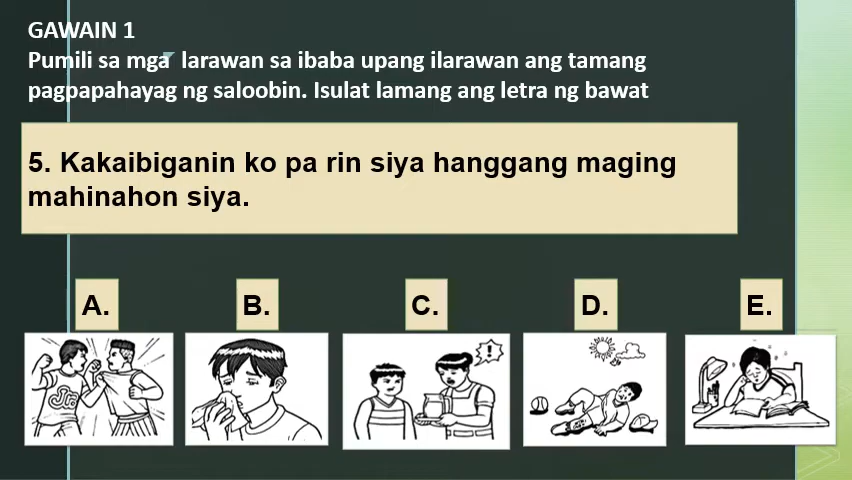 GAWAIN 1
Pumili sa mga larawan sa ibaba upang ilarawan ang tamang
pagpapahayag ng saloobin. Isulat lamang ang letra ng bawat
5. Kakaibiganin ko pa rin siya hanggang maging
mahinahon siya.
A. B. C. D. E.
!